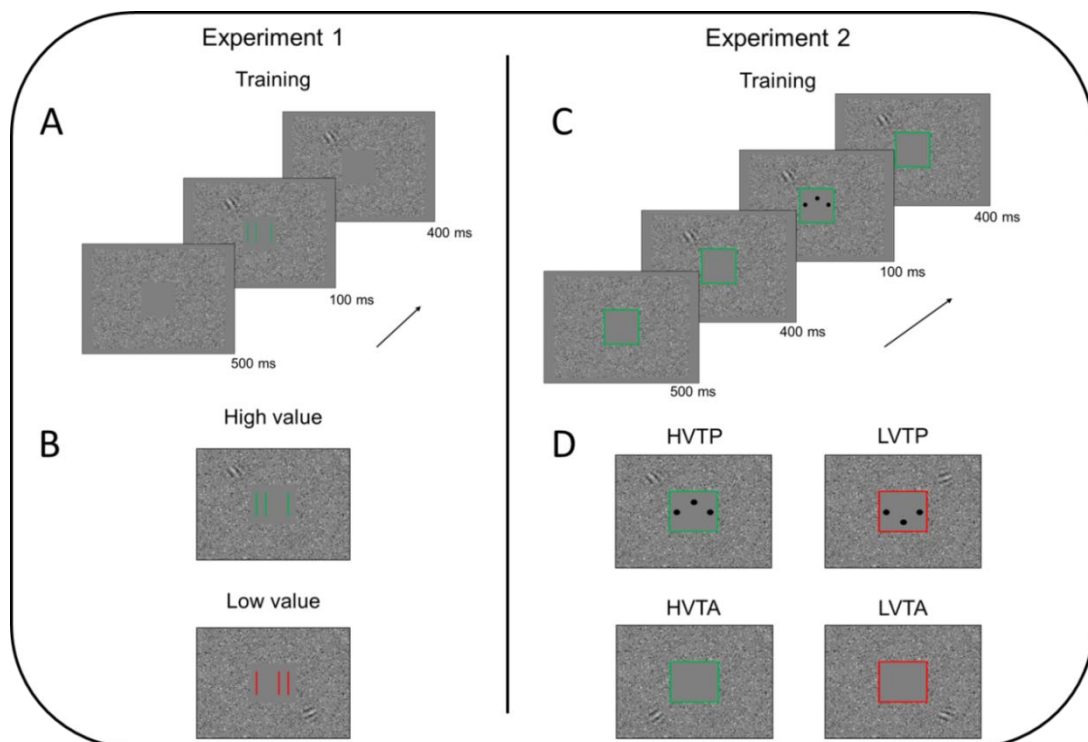 Experiment 1
Training
A
400 ms
100 ms
500 ms
B
High value
Low value
Experiment 2
Training
C
400 ms
100 ms
400 ms
500 ms
D
HVTP
LVTP
HVTA
LVTA